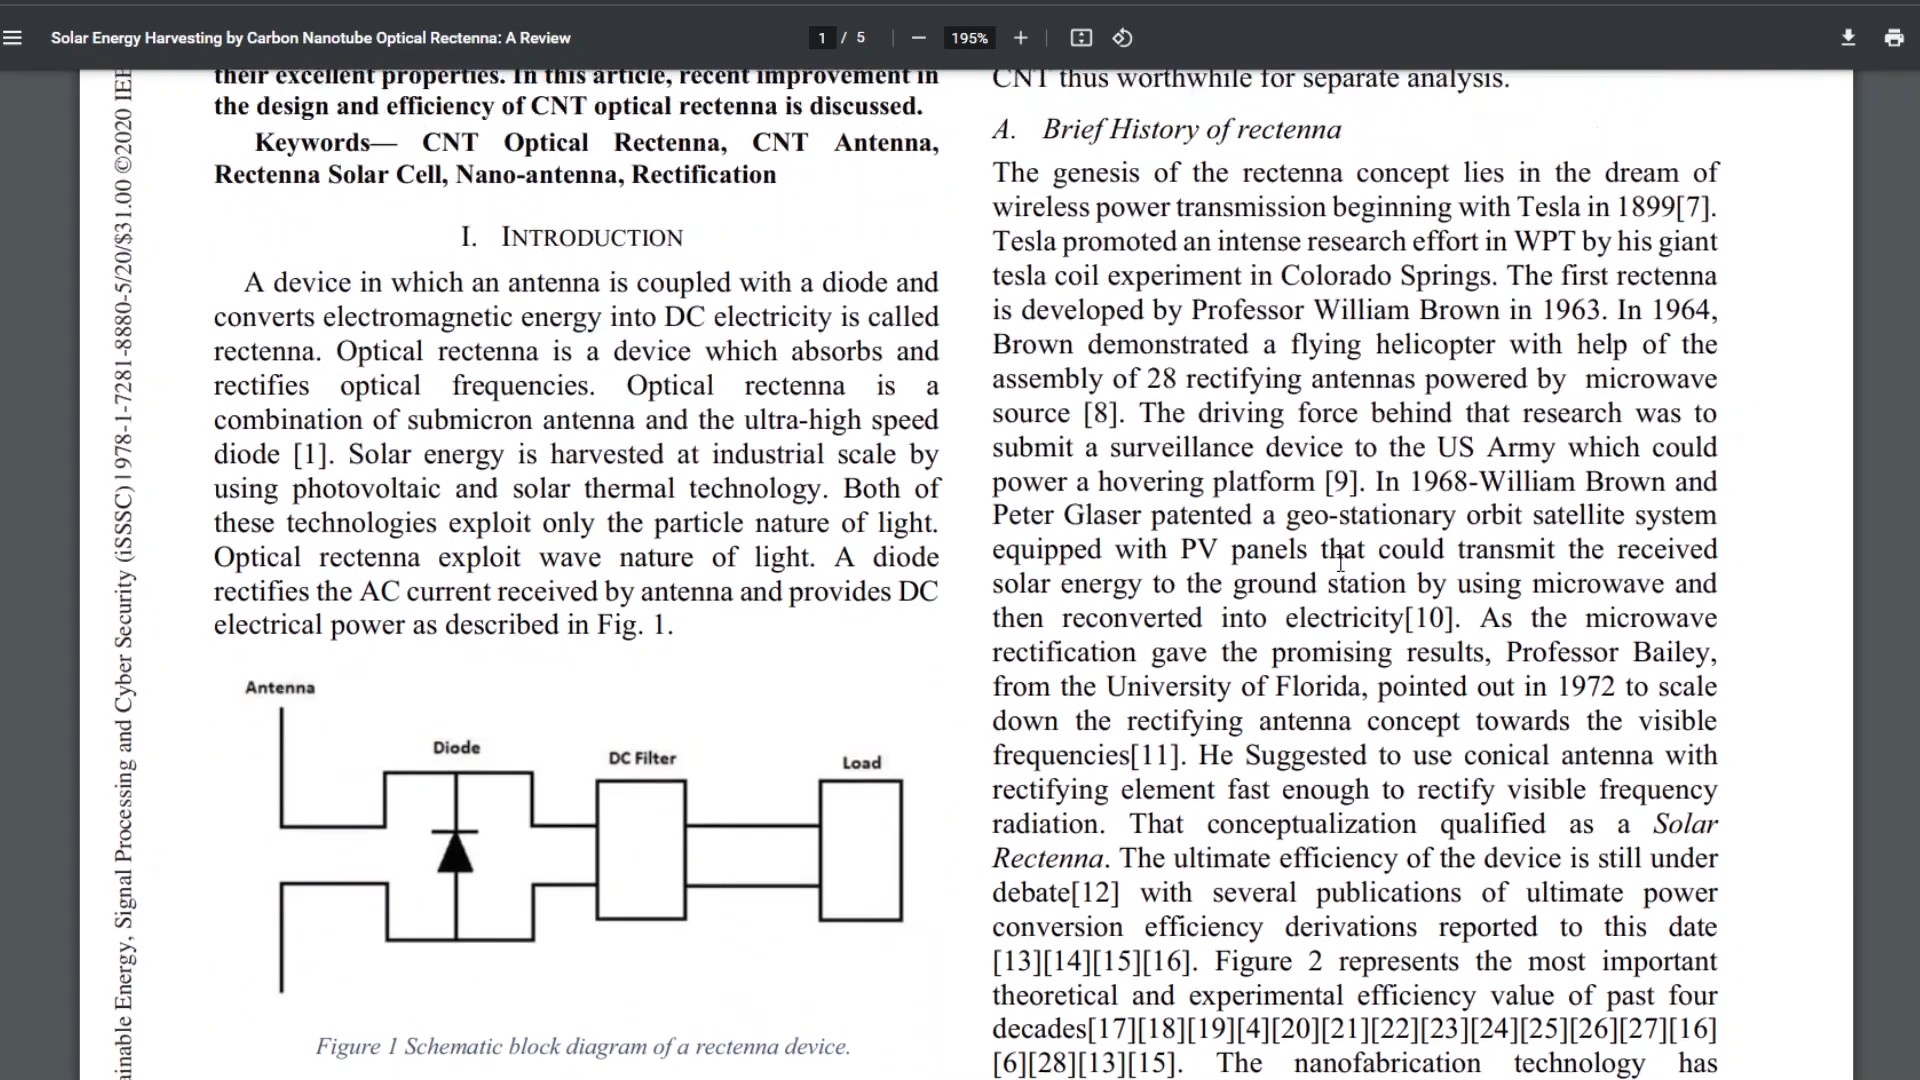 Solar Energy Harvesting by Carbon Nanotube Optical Rectenna: A Review
1 / 5
195%
their excellent properties. In this article, recent improvement in
the design and efficiency of CNT optical rectenna is discussed.
Keywords— CNT Optical Rectenna, CNT Antenna,
Rectenna Solar Cell, Nano-antenna, Rectification
I. INTRODUCTION
A device in which an antenna is coupled with a diode and
converts electromagnetic energy into DC electricity is called
rectenna. Optical rectenna is a device which absorbs and
rectifies optical frequencies. Optical rectenna is a
combination of submicron antenna and the ultra-high speed
diode [1]. Solar energy is harvested at industrial scale by
using photovoltaic and solar thermal technology. Both of
these technologies exploit only the particle nature of light.
Optical rectenna exploit wave nature of light. A diode
rectifies the AC current received by antenna and provides DC
electrical power as described in Fig. 1.
Antenna
Diode
DC Filter
Load
Figure 1 Schematic block diagram of a rectenna device.
CNT thus worthwhile for separate analysis.
A. Brief History of rectenna
The genesis of the rectenna concept lies in the dream of
wireless power transmission beginning with Tesla in 1899[7].
Tesla promoted an intense research effort in WPT by his giant
tesla coil experiment in Colorado Springs. The first rectenna
is developed by Professor William Brown in 1963. In 1964,
Brown demonstrated a flying helicopter with help of the
assembly of 28 rectifying antennas powered by microwave
source [8]. The driving force behind that research was to
submit a surveillance device to the US Army which could
power a hovering platform [9]. In 1968-William Brown and
Peter Glaser patented a geo-stationary orbit satellite system
equipped with PV panels that could transmit the received
solar energy to the ground station by using microwave and
then reconverted into electricity[10]. As the microwave
rectification gave the promising results, Professor Bailey,
from the University of Florida, pointed out in 1972 to scale
down the rectifying antenna concept towards the visible
frequencies[11]. He Suggested to use conical antenna with
rectifying element fast enough to rectify visible frequency
radiation. That conceptualization qualified as a Solar
Rectenna. The ultimate efficiency of the device is still under
debate[12] with several publications of ultimate power
conversion efficiency derivations reported to this date
[13][14][15][16]. Figure 2 represents the most important
theoretical and experimental efficiency value of past four
decades[17][18][19][4][20][21][22][23][24][25][26][27][16]
[6][28][13][15]. The nanofabrication technology has
ainable Energy, Signal Processing and Cyber Security (iSSSC) | 978-1-7281-8880-5/20/$31.00 ©2020 IEE